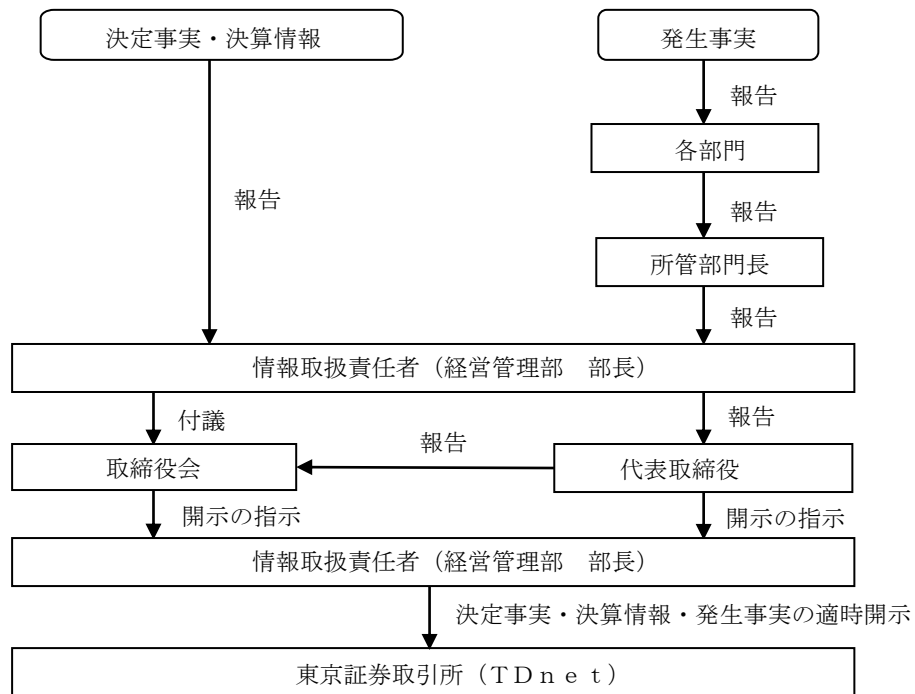 決定事実・決算情報
発生事実
報告
各部門
報告
報告
所管部門長
報告
情報取扱責任者（経営管理部　部長）
付議
報告
取締役会
報告
代表取締役
開示の指示
開示の指示
情報取扱責任者（経営管理部　部長）
決定事実・決算情報・発生事実の適時開示
東京証券取引所（ＴＤｎｅｔ）